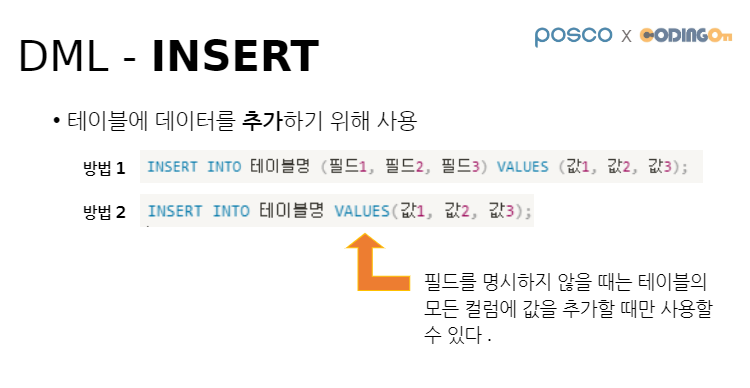 posco x CODINGOn
DML - INSERT
• 테이블에 데이터를 추가하기 위해 사용
방법 1 INSERT INTO 테이블명 (필드1, 필드2, 필드3) VALUES (값1, 값2, 값3);
방법 2 INSERT INTO 테이블명 VALUES(값1, 값2, 값3);
필드를 명시하지 않을 때는 테이블의
모든 컬럼에 값을 추가할 때만 사용할
수 있다 .